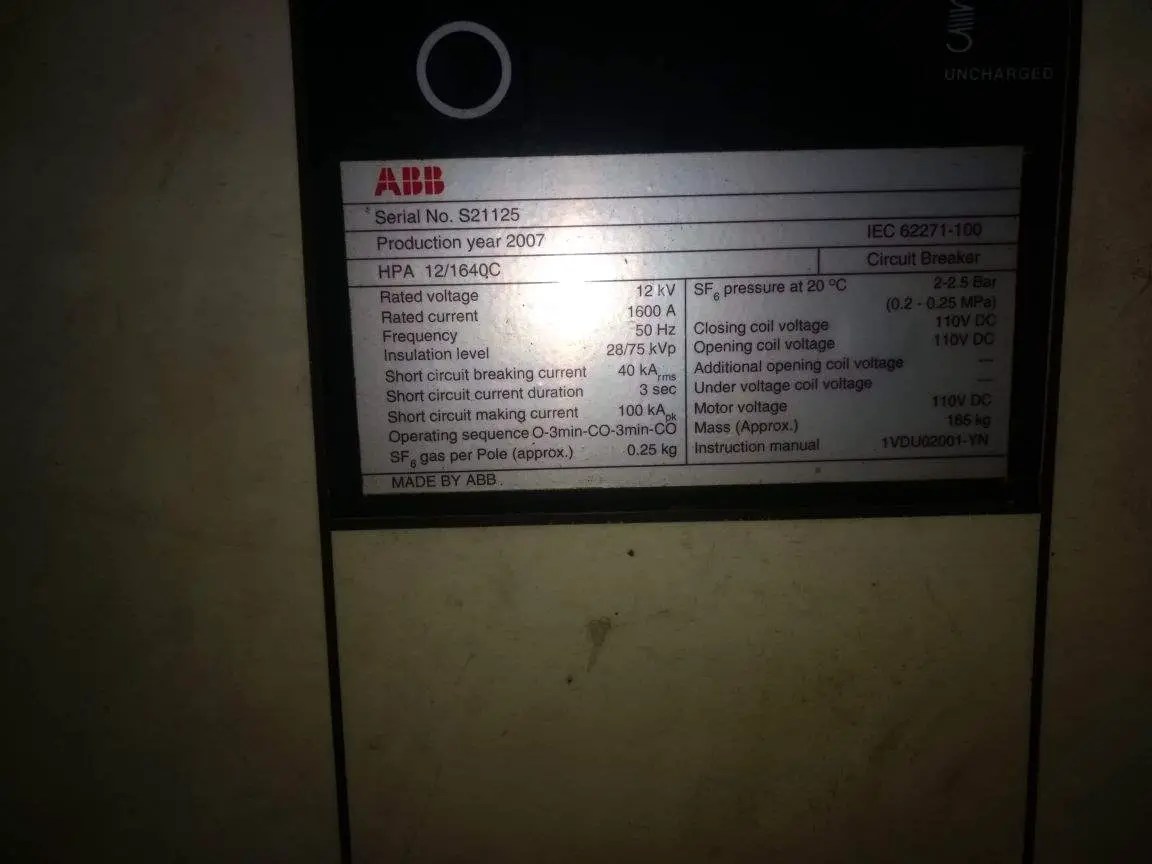 UNCHARGED
ABB
Serial No. S21125
Production year 2007
IEC 62271-100
HPA 12/1640C
Circuit Breaker
Rated voltage 12 kV
Rated current 1600 A
Frequency 50 Hz
Insulation level 28/75 kVp
Short circuit breaking current 40 kArms
Short circuit current duration 3 sec
Short circuit making current 100 kApk
Operating sequence O-3min-CO-3min-CO
SF6 gas per Pole (approx.) 0.25 kg
SF6 pressure at 20 °C 2-2.5 Bar
(0.2 - 0.25 MPa)
Closing coil voltage 110V DC
Opening coil voltage 110V DC
Additional opening coil voltage —
Under voltage coil voltage —
Motor voltage 110V DC
Mass (Approx.) 165 kg
Instruction manual 1VDU02001-YN
MADE BY ABB